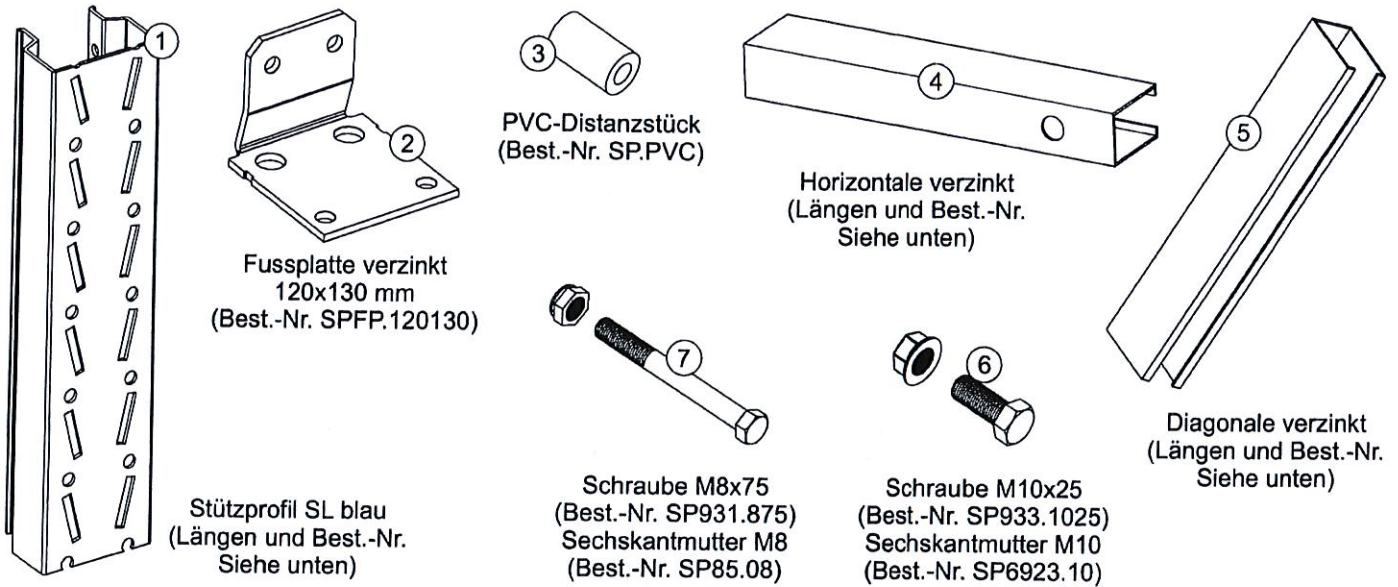 1
2
3
4
5
PVC-Distanzstück
(Best.-Nr. SP.PVC)
Horizontale verzinkt
(Längen und Best.-Nr.
Siehe unten)
Fussplatte verzinkt
120x130 mm
(Best.-Nr. SPFP.120130)
7
6
Diagonale verzinkt
(Längen und Best.-Nr.
Siehe unten)
Stützprofil SL blau
(Längen und Best.-Nr.
Siehe unten)
Schraube M8x75
(Best.-Nr. SP931.875)
Sechskantmutter M8
(Best.-Nr. SP85.08)
Schraube M10x25
(Best.-Nr. SP933.1025)
Sechskantmutter M10
(Best.-Nr. SP6923.10)